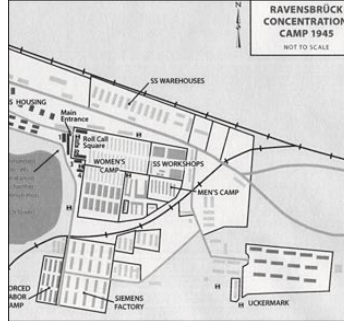 N
RAVENSBRÜCK
CONCENTRATION
CAMP 1945
NOT TO SCALE
SS WAREHOUSES
S HOUSING
Main
Entrance
Roll Call
Square
WOMEN'S
CAMP
SS WORKSHOPS
MEN'S CAMP
ORCED
ABOR
AMP
SIEMENS
FACTORY
UCKERMARK